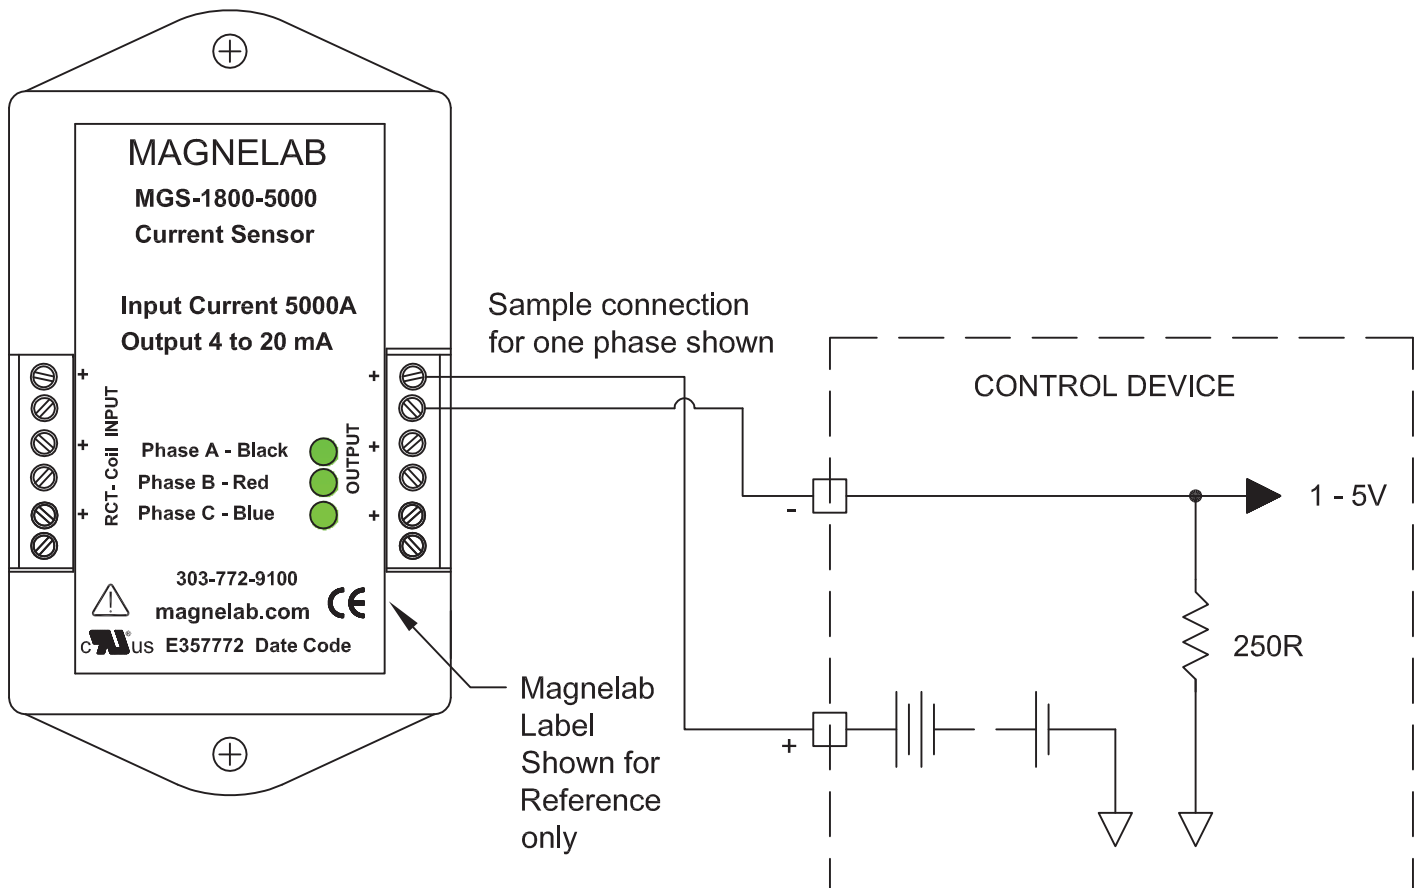 MAGNELAB
MGS-1800-5000
Current Sensor
Input Current 5000A
Output 4 to 20 mA
+
+
+
RCT- Coil INPUT
Phase A - Black
Phase B - Red
Phase C - Blue
OUTPUT
+
+
+
303-772-9100
magnelab.com
CE
c UR us ® E357772 Date Code
Sample connection
for one phase shown
Magnelab
Label
Shown for
Reference
only
CONTROL DEVICE
-
1 - 5V
250R
+